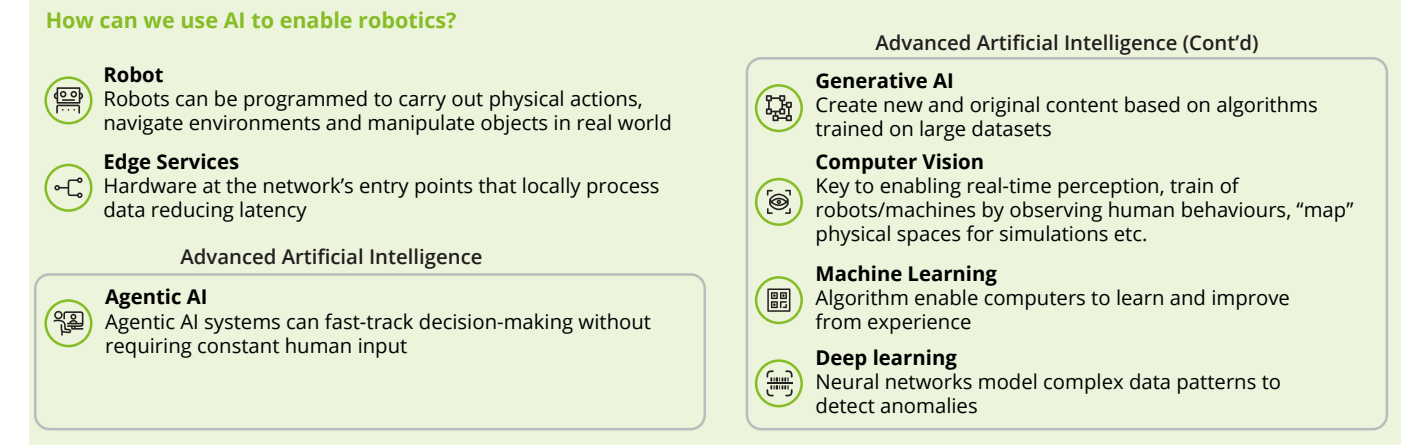 How can we use AI to enable robotics?
Robot
Robots can be programmed to carry out physical actions,
navigate environments and manipulate objects in real world
Edge Services
Hardware at the network’s entry points that locally process
data reducing latency
Advanced Artificial Intelligence
Agentic AI
Agentic AI systems can fast-track decision-making without
requiring constant human input
Advanced Artificial Intelligence (Cont’d)
Generative AI
Create new and original content based on algorithms
trained on large datasets
Computer Vision
Key to enabling real-time perception, train of
robots/machines by observing human behaviours, “map”
physical spaces for simulations etc.
Machine Learning
Algorithm enable computers to learn and improve
from experience
Deep learning
Neural networks model complex data patterns to
detect anomalies